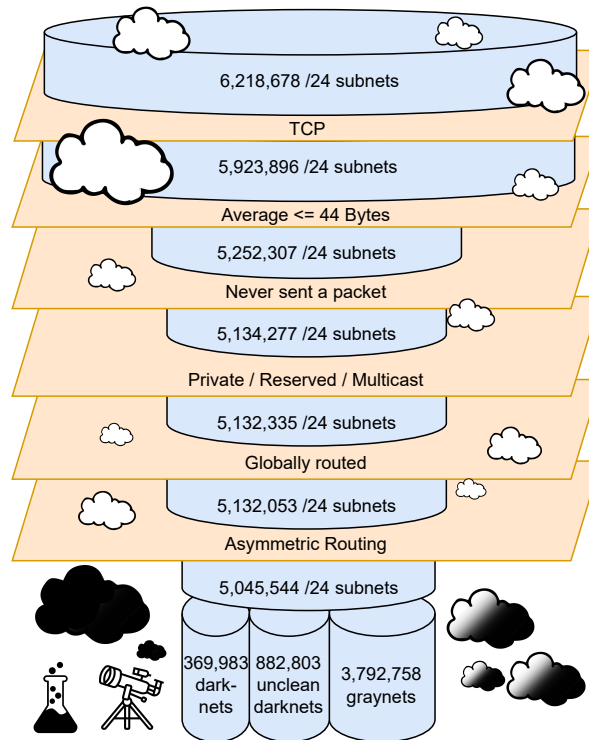 6,218,678 /24 subnets
TCP
5,923,896 /24 subnets
Average <= 44 Bytes
5,252,307 /24 subnets
Never sent a packet
5,134,277 /24 subnets
Private / Reserved / Multicast
5,132,335 /24 subnets
Globally routed
5,132,053 /24 subnets
Asymmetric Routing
5,045,544 /24 subnets
369,983
dark-
nets
882,803
unclean
darknets
3,792,758
graynets